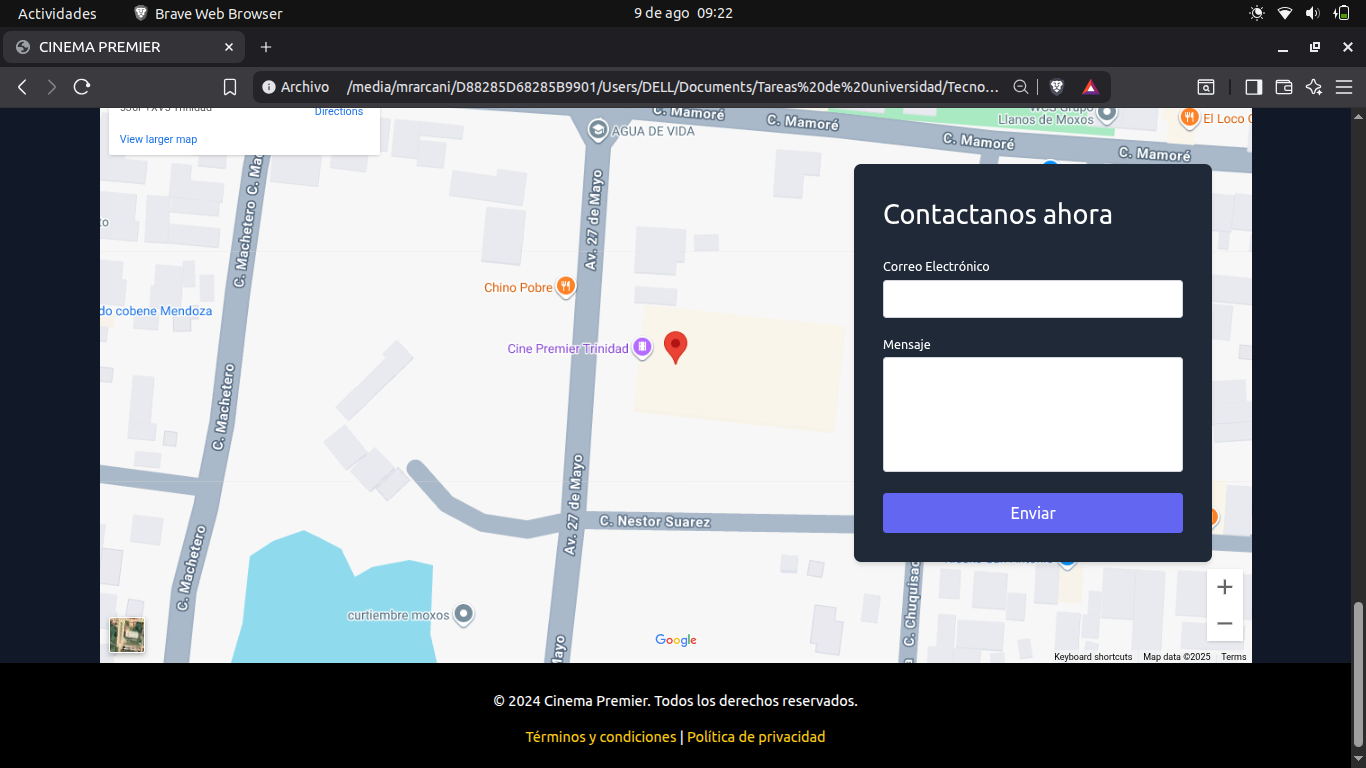 Actividades
Brave Web Browser
9 de ago 09:22
CINEMA PREMIER
Archivo
/media/mrarcani/D88285D68285B9901/Users/DELL/Documents/Tareas%20de%20universidad/Tecno...
Directions
View larger map
C. Mamoré
C. Mamoré
C. Mamoré
C. Mamoré
Llanos de Moxos
El Loco
AGUA DE VIDA
C. Machetero
Av. 27 de Mayo
Chino Pobre
do cobene Mendoza
Cine Premier Trinidad
C. Machetero
Av. 27 de Mayo
C. Nestor Suarez
C. Machetero
curtiembre moxos
Mayo
C. Chuquisac
Google
Contactanos ahora
Correo Electrónico
Mensaje
Enviar
Keyboard shortcuts
Map data ©2025
Terms
© 2024 Cinema Premier. Todos los derechos reservados.
Términos y condiciones | Política de privacidad